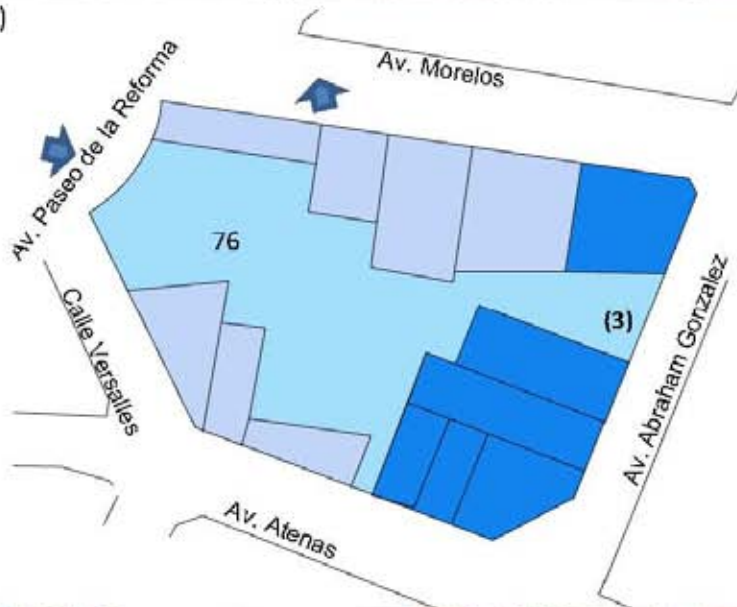 )
Av. Morelos
Av. Paseo de la Reforma
76
(3)
Calle Versalles
Av. Abraham Gonzalez
Av. Atenas